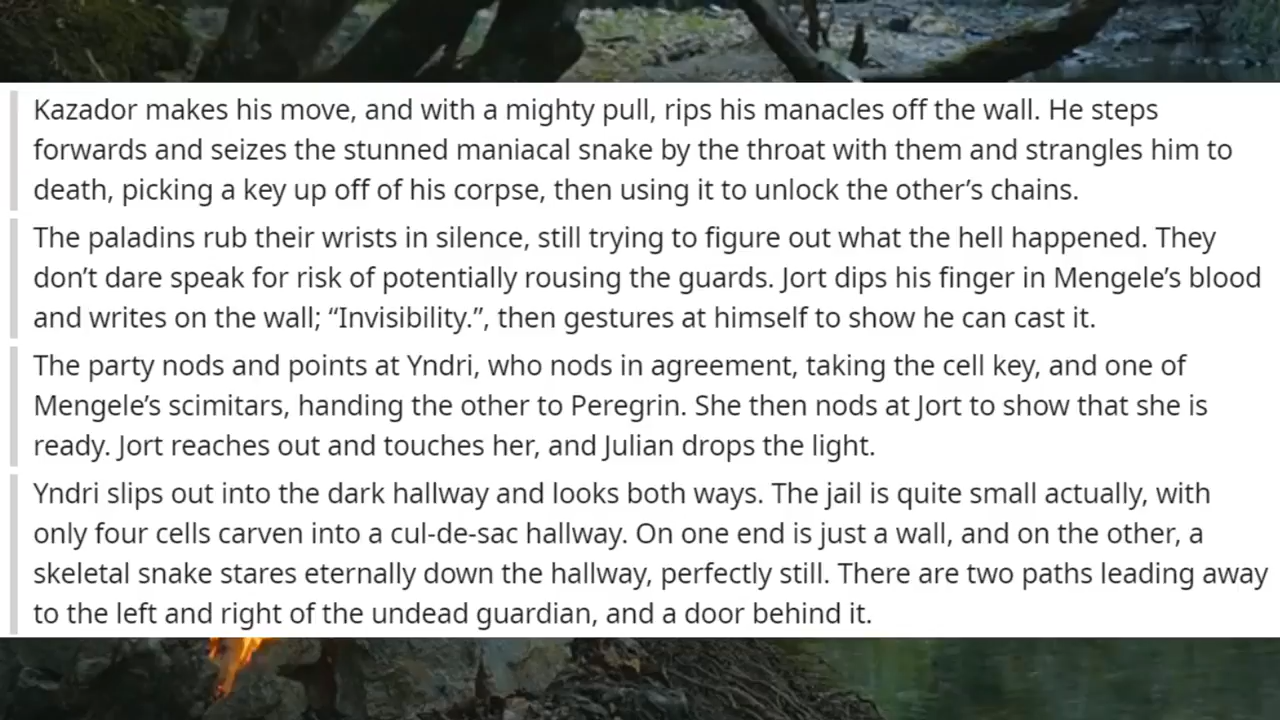 Kazador makes his move, and with a mighty pull, rips his manacles off the wall. He steps
forwards and seizes the stunned maniacal snake by the throat with them and strangles him to
death, picking a key up off of his corpse, then using it to unlock the other’s chains.
The paladins rub their wrists in silence, still trying to figure out what the hell happened. They
don’t dare speak for risk of potentially rousing the guards. Jort dips his finger in Mengele’s blood
and writes on the wall; “Invisibility.”, then gestures at himself to show he can cast it.
The party nods and points at Yndri, who nods in agreement, taking the cell key, and one of
Mengele’s scimitars, handing the other to Peregrin. She then nods at Jort to show that she is
ready. Jort reaches out and touches her, and Julian drops the light.
Yndri slips out into the dark hallway and looks both ways. The jail is quite small actually, with
only four cells carven into a cul-de-sac hallway. On one end is just a wall, and on the other, a
skeletal snake stares eternally down the hallway, perfectly still. There are two paths leading away
to the left and right of the undead guardian, and a door behind it.